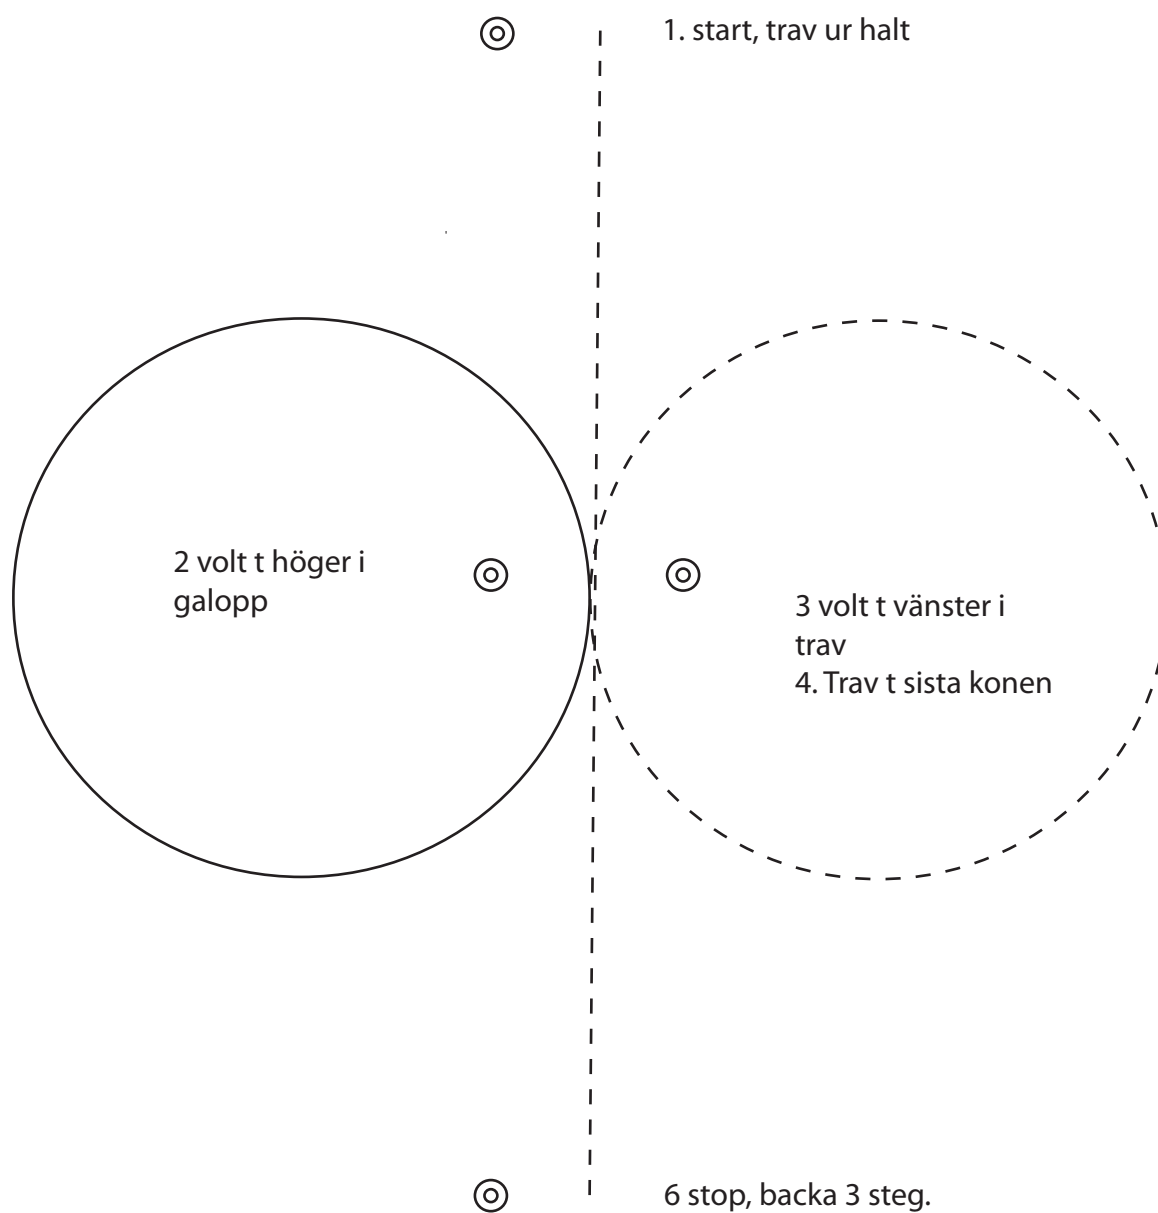 1. start, trav ur halt
2 volt t höger i
galopp
3 volt t vänster i
trav
4. Trav t sista konen
6 stop, backa 3 steg.